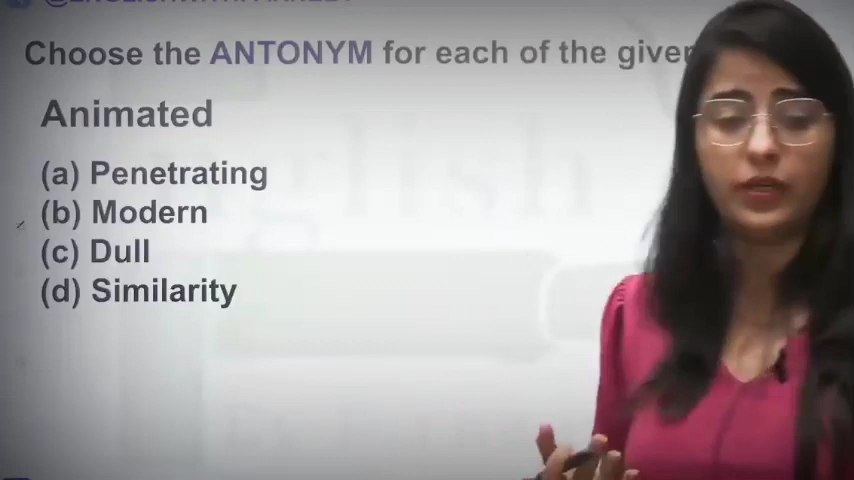 Choose the ANTONYM for each of the given
Animated
(a) Penetrating
(b) Modern
(c) Dull
(d) Similarity